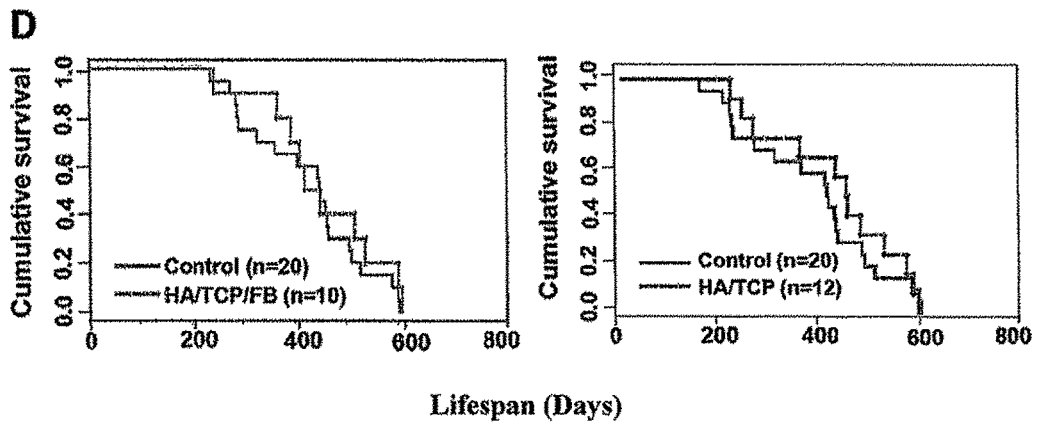 D
Cumulative survival
1.0
0.8
0.6
0.4
0.2
0.0
Control (n=20)
HA/TCP/FB (n=10)
0 200 400 600 800
Cumulative survival
1.0
0.8
0.6
0.4
0.2
0.0
Control (n=20)
HA/TCP (n=12)
0 200 400 600 800
Lifespan (Days)